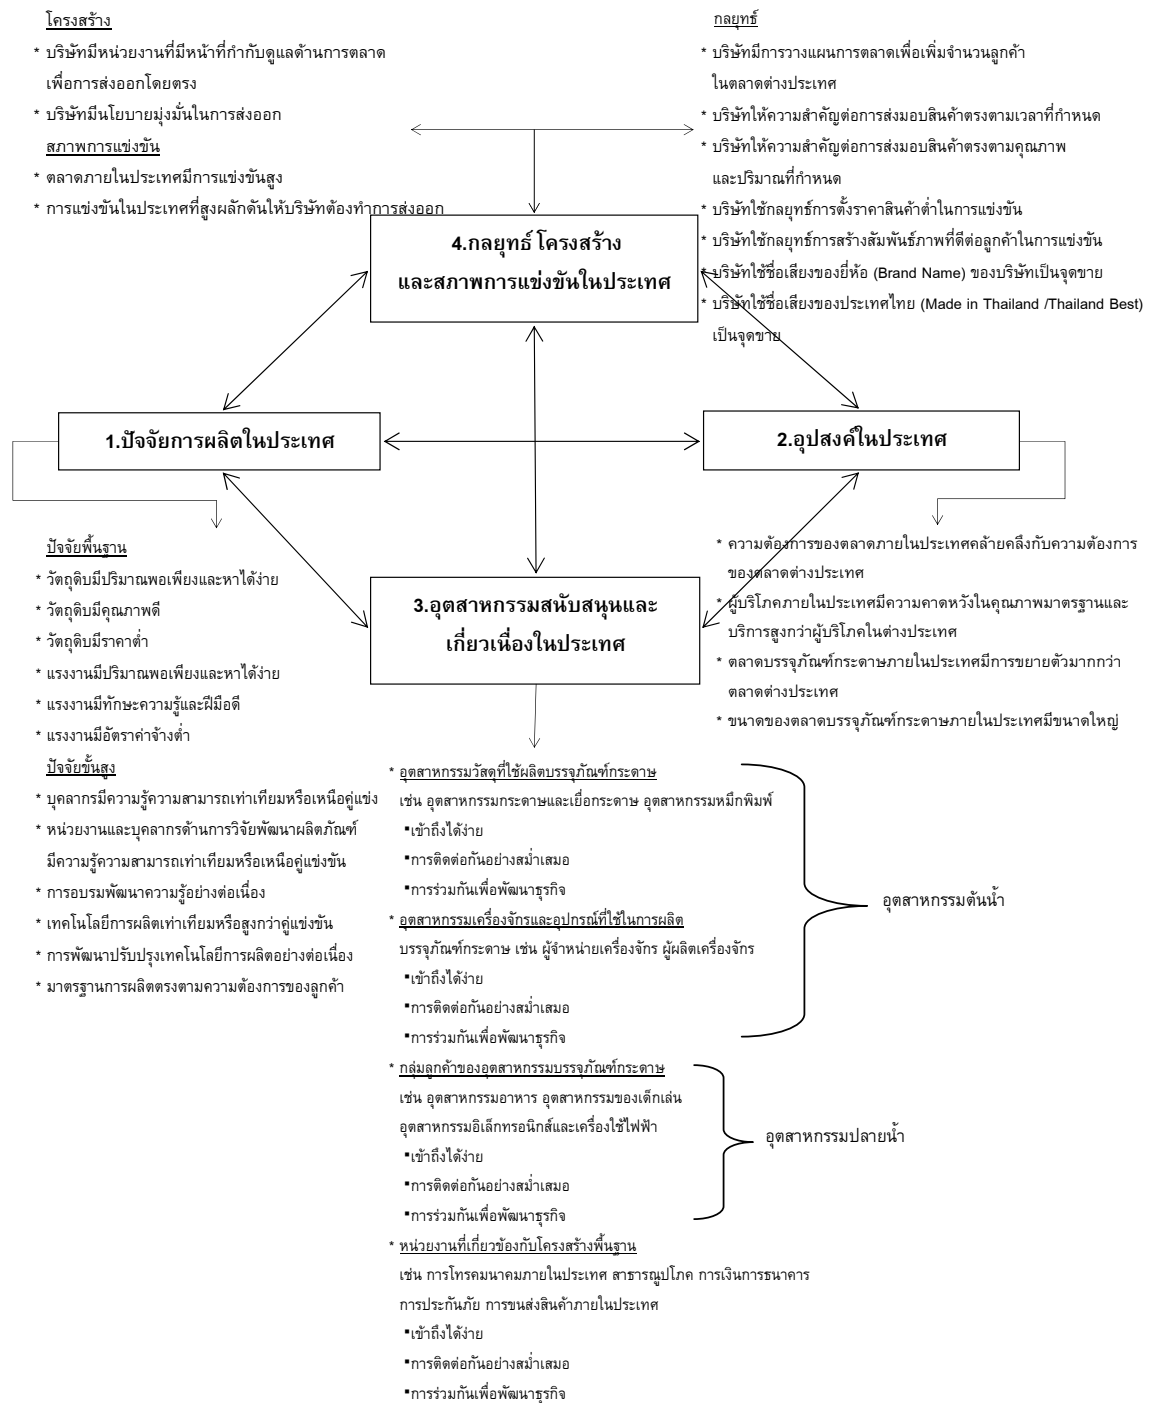 โครงสร้าง
* บริษัทมีหน่วยงานที่มีหน้าที่กำกับดูแลด้านการตลาด
เพื่อการส่งออกโดยตรง
* บริษัทมีนโยบายมุ่งมั่นในการส่งออก
สภาพการแข่งขัน
* ตลาดภายในประเทศมีการแข่งขันสูง
* การแข่งขันในประเทศที่สูงผลักดันให้บริษัทต้องทำการส่งออก
กลยุทธ์
* บริษัทมีการวางแผนการตลาดเพื่อเพิ่มจำนวนลูกค้า
ในตลาดต่างประเทศ
* บริษัทให้ความสำคัญต่อการส่งมอบสินค้าตรงตามเวลาที่กำหนด
* บริษัทให้ความสำคัญต่อการส่งมอบสินค้าตรงตามคุณภาพ
และปริมาณที่กำหนด
* บริษัทใช้กลยุทธ์การตั้งราคาสินค้าต่ำในการแข่งขัน
* บริษัทใช้กลยุทธ์การสร้างสัมพันธ์ภาพที่ดีต่อลูกค้าในการแข่งขัน
* บริษัทใช้ชื่อเสียงของยี่ห้อ (Brand Name) ของบริษัทเป็นจุดขาย
* บริษัทใช้ชื่อเสียงของประเทศไทย (Made in Thailand /Thailand Best)
เป็นจุดขาย
4.กลยุทธ์ โครงสร้าง
และสภาพการแข่งขันในประเทศ
1.ปัจจัยการผลิตในประเทศ
2.อุปสงค์ในประเทศ
3.อุตสาหกรรมสนับสนุนและ
เกี่ยวเนื่องในประเทศ
ปัจจัยพื้นฐาน
* วัตถุดิบมีปริมาณพอเพียงและหาได้ง่าย
* วัตถุดิบมีคุณภาพดี
* วัตถุดิบมีราคาต่ำ
* แรงงานมีปริมาณพอเพียงและหาได้ง่าย
* แรงงานมีทักษะความรู้และฝีมือดี
* แรงงานมีอัตราค่าจ้างต่ำ
ปัจจัยขั้นสูง
* บุคลากรมีความรู้ความสามารถเท่าเทียมหรือเหนือคู่แข่ง
* หน่วยงานและบุคลากรด้านการวิจัยพัฒนาผลิตภัณฑ์
มีความรู้ความสามารถเท่าเทียมหรือเหนือคู่แข่งขัน
* การอบรมพัฒนาความรู้อย่างต่อเนื่อง
* เทคโนโลยีการผลิตเท่าเทียมหรือสูงกว่าคู่แข่งขัน
* การพัฒนาปรับปรุงเทคโนโลยีการผลิตอย่างต่อเนื่อง
* มาตรฐานการผลิตตรงตามความต้องการของลูกค้า
* ความต้องการของตลาดภายในประเทศคล้ายคลึงกับความต้องการ
ของตลาดต่างประเทศ
* ผู้บริโภคภายในประเทศมีความคาดหวังในคุณภาพมาตรฐานและ
บริการสูงกว่าผู้บริโภคในต่างประเทศ
* ตลาดบรรจุภัณฑ์กระดาษภายในประเทศมีการขยายตัวมากกว่า
ตลาดต่างประเทศ
* ขนาดของตลาดบรรจุภัณฑ์กระดาษภายในประเทศมีขนาดใหญ่
* อุตสาหกรรมวัสดุที่ใช้ผลิตบรรจุภัณฑ์กระดาษ
เช่น อุตสาหกรรมกระดาษและเยื่อกระดาษ อุตสาหกรรมหมึกพิมพ์
▪เข้าถึงได้ง่าย
▪การติดต่อกันอย่างสม่ำเสมอ
▪การร่วมกันเพื่อพัฒนาธุรกิจ
* อุตสาหกรรมเครื่องจักรและอุปกรณ์ที่ใช้ในการผลิต
บรรจุภัณฑ์กระดาษ เช่น ผู้จำหน่ายเครื่องจักร ผู้ผลิตเครื่องจักร
▪เข้าถึงได้ง่าย
▪การติดต่อกันอย่างสม่ำเสมอ
▪การร่วมกันเพื่อพัฒนาธุรกิจ
อุตสาหกรรมต้นน้ำ
* กลุ่มลูกค้าของอุตสาหกรรมบรรจุภัณฑ์กระดาษ
เช่น อุตสาหกรรมอาหาร อุตสาหกรรมของเด็กเล่น
อุตสาหกรรมอิเล็กทรอนิกส์และเครื่องใช้ไฟฟ้า
▪เข้าถึงได้ง่าย
▪การติดต่อกันอย่างสม่ำเสมอ
▪การร่วมกันเพื่อพัฒนาธุรกิจ
อุตสาหกรรมปลายน้ำ
* หน่วยงานที่เกี่ยวข้องกับโครงสร้างพื้นฐาน
เช่น การโทรคมนาคมภายในประเทศ สาธารณูปโภค การเงินการธนาคาร
การประกันภัย การขนส่งสินค้าภายในประเทศ
▪เข้าถึงได้ง่าย
▪การติดต่อกันอย่างสม่ำเสมอ
▪การร่วมกันเพื่อพัฒนาธุรกิจ